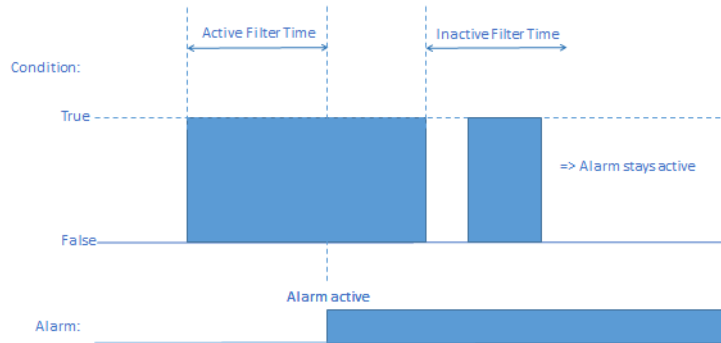 Active Filter Time
Inactive Filter Time
Condition:
True
=> Alarm stays active
False
Alarm active
Alarm: